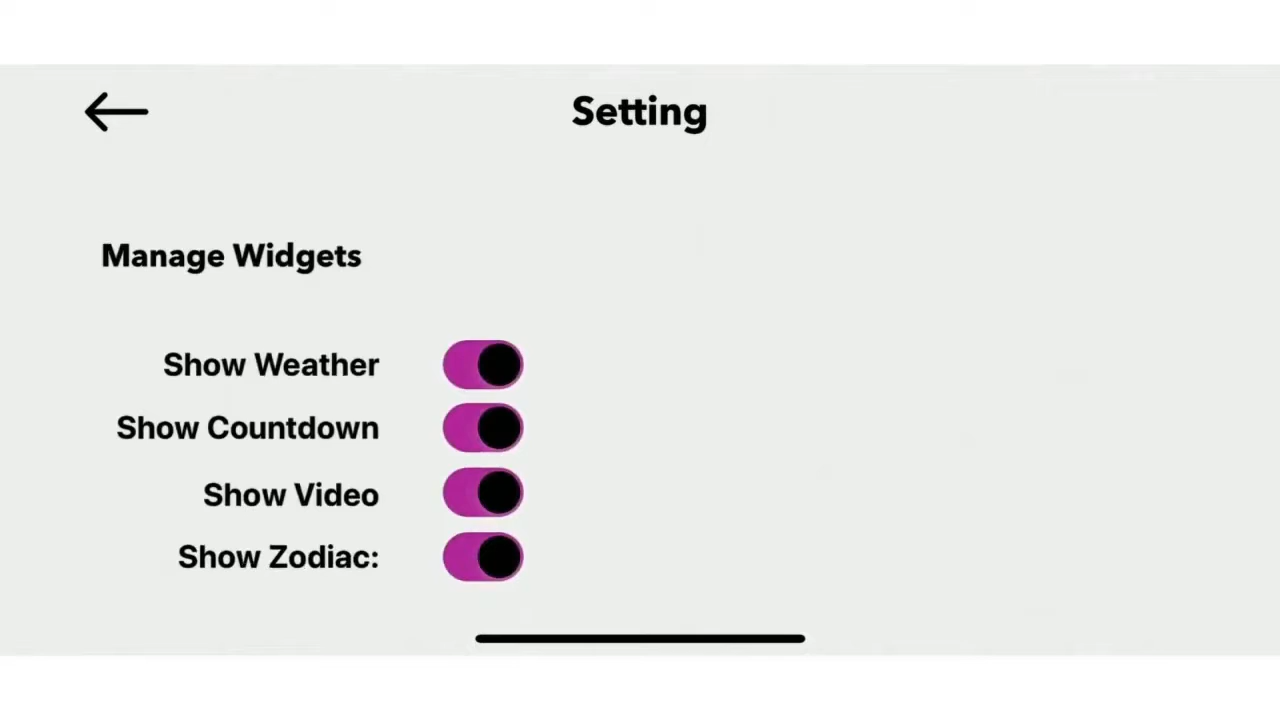 Setting
Manage Widgets
Show Weather
Show Countdown
Show Video
Show Zodiac: